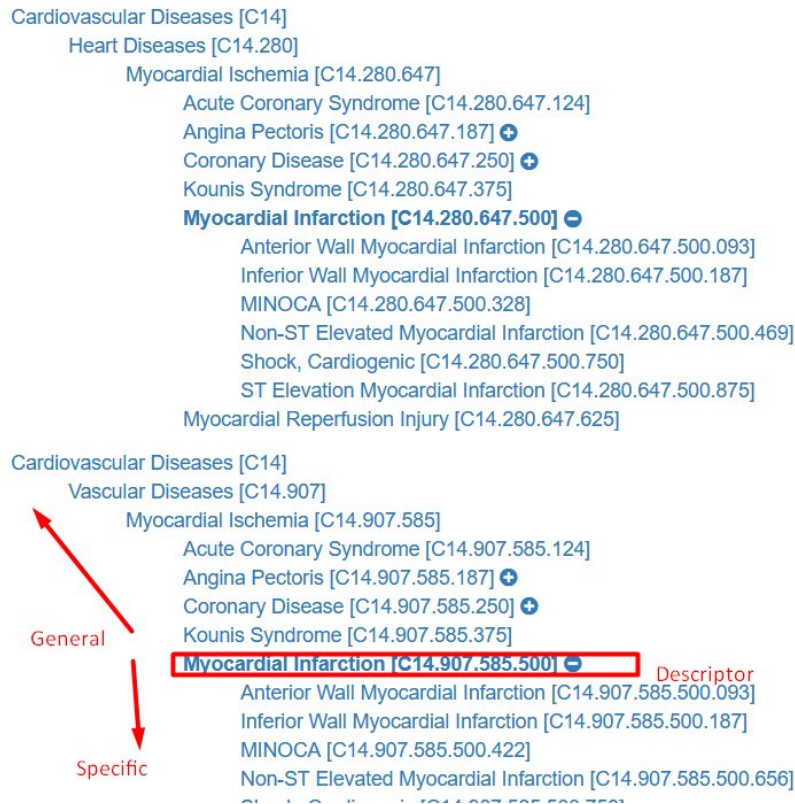 Cardiovascular Diseases [C14]
Heart Diseases [C14.280]
Myocardial Ischemia [C14.280.647]
Acute Coronary Syndrome [C14.280.647.124]
Angina Pectoris [C14.280.647.187]
Coronary Disease [C14.280.647.250]
Kounis Syndrome [C14.280.647.375]
Myocardial Infarction [C14.280.647.500]
Anterior Wall Myocardial Infarction [C14.280.647.500.093]
Inferior Wall Myocardial Infarction [C14.280.647.500.187]
MINOCA [C14.280.647.500.328]
Non-ST Elevated Myocardial Infarction [C14.280.647.500.469]
Shock, Cardiogenic [C14.280.647.500.750]
ST Elevation Myocardial Infarction [C14.280.647.500.875]
Myocardial Reperfusion Injury [C14.280.647.625]
Cardiovascular Diseases [C14]
Vascular Diseases [C14.907]
Myocardial Ischemia [C14.907.585]
Acute Coronary Syndrome [C14.907.585.124]
Angina Pectoris [C14.907.585.187]
Coronary Disease [C14.907.585.250]
General
Kounis Syndrome [C14.907.585.375]
Myocardial Infarction [C14.907.585.500]
Descriptor
Anterior Wall Myocardial Infarction [C14.907.585.500.093]
Inferior Wall Myocardial Infarction [C14.907.585.500.187]
MINOCA [C14.907.585.500.422]
Specific
Non-ST Elevated Myocardial Infarction [C14.907.585.500.656]